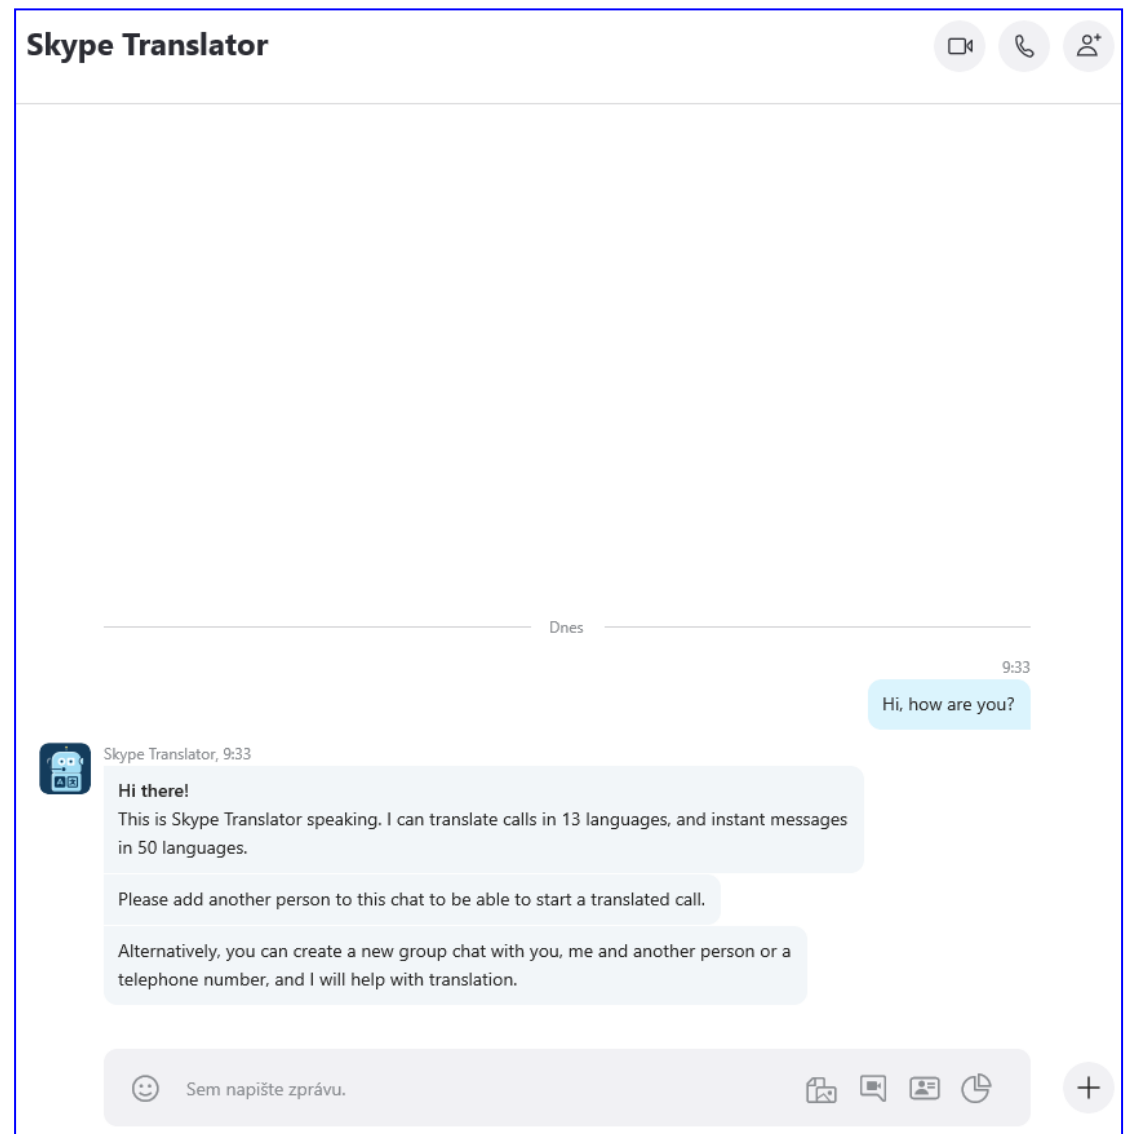 Skype Translator
Dnes
9:33
Hi, how are you?
Skype Translator, 9:33
Hi there!
This is Skype Translator speaking. I can translate calls in 13 languages, and instant messages
in 50 languages.
Please add another person to this chat to be able to start a translated call.
Alternatively, you can create a new group chat with you, me and another person or a
telephone number, and I will help with translation.
Sem napište zprávu.